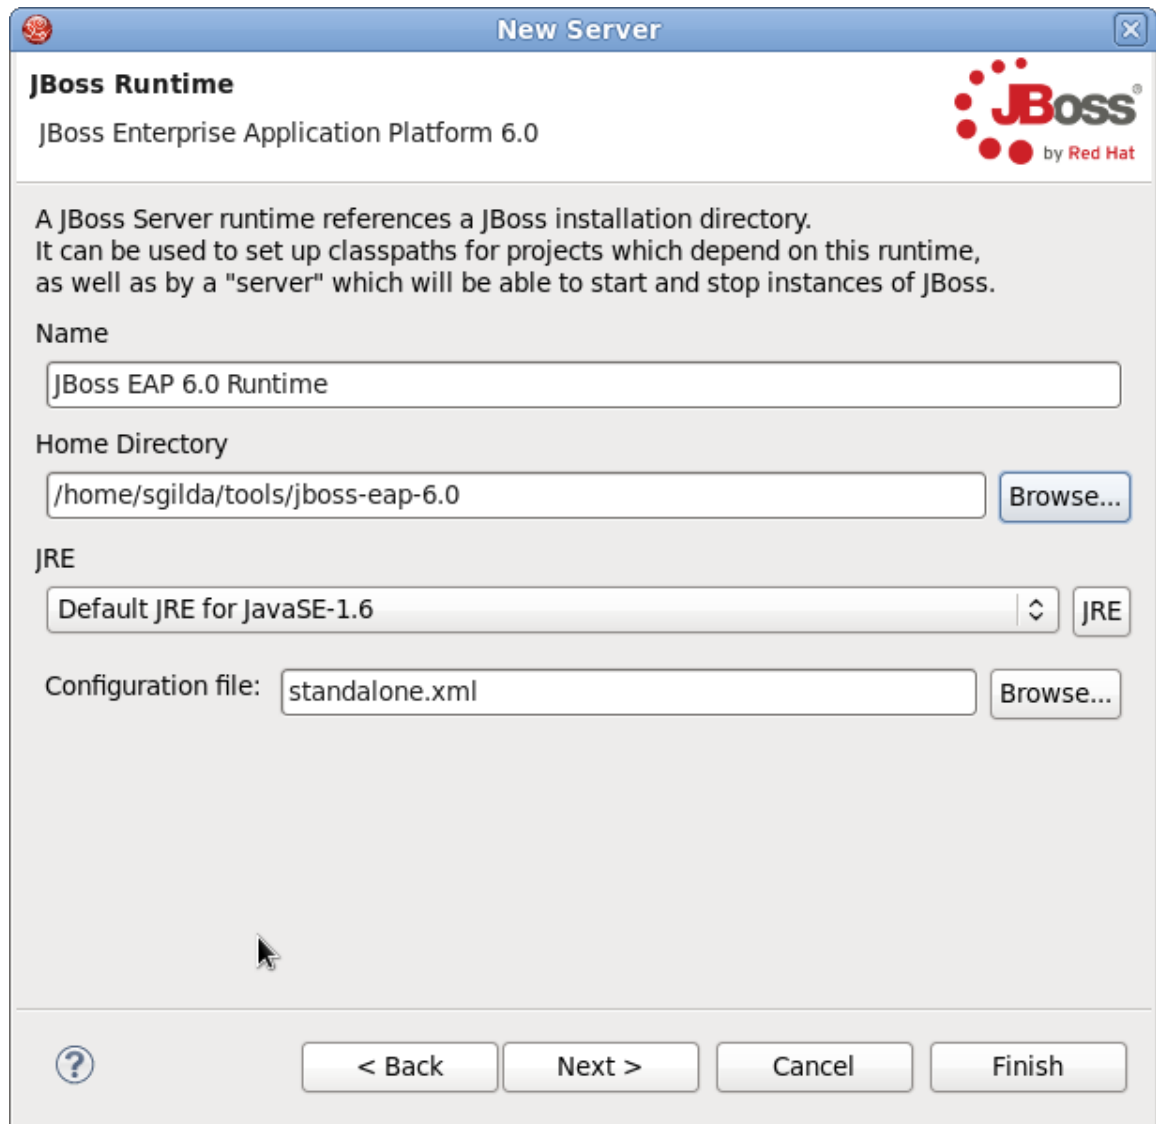 New Server
JBoss Runtime
JBoss Enterprise Application Platform 6.0
JBoss®
by Red Hat
A JBoss Server runtime references a JBoss installation directory.
It can be used to set up classpaths for projects which depend on this runtime,
as well as by a "server" which will be able to start and stop instances of JBoss.
Name
JBoss EAP 6.0 Runtime
Home Directory
/home/sgilda/tools/jboss-eap-6.0 Browse...
JRE
Default JRE for JavaSE-1.6 JRE
Configuration file: standalone.xml Browse...
? < Back Next > Cancel Finish